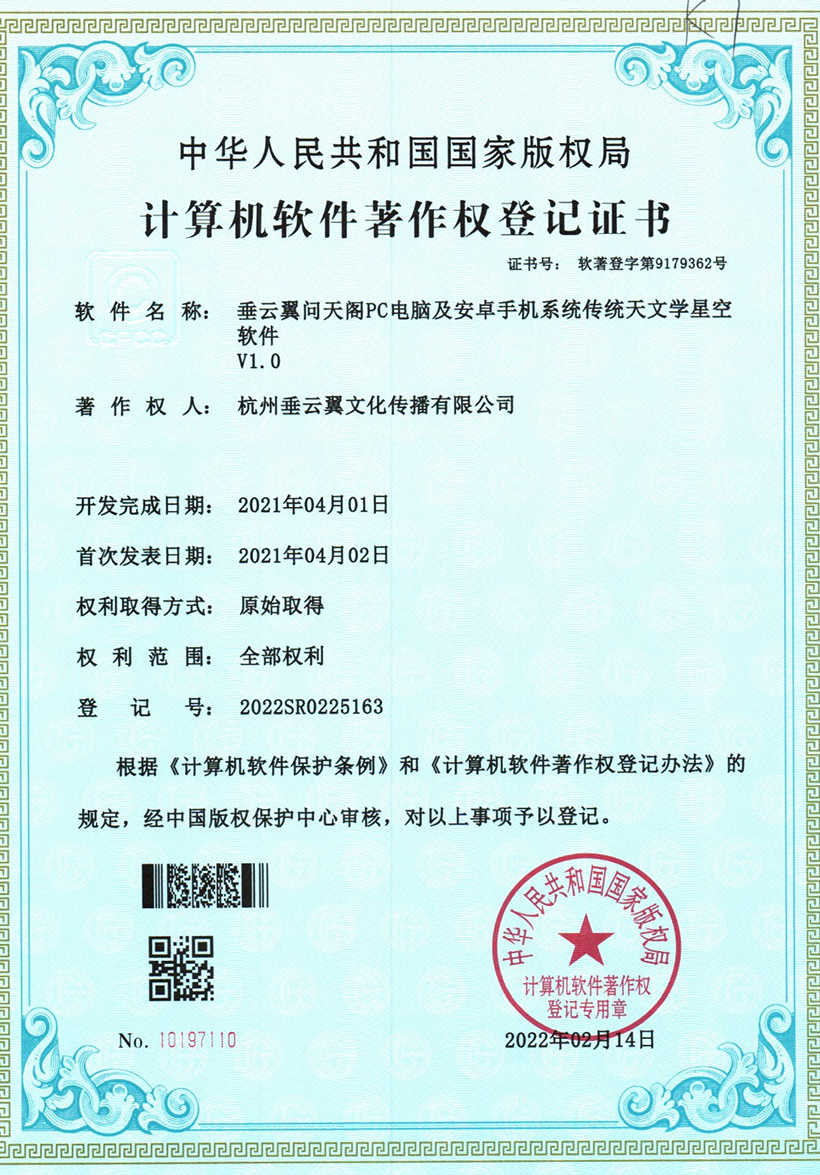 中华人民共和国国家版权局
计算机软件著作权登记证书
证书号： 软著登字第9179362号
软件名称： 垂云翼问天阁PC电脑及安卓手机系统传统天文学星空
软件
V1.0
著作权人： 杭州垂云翼文化传播有限公司
开发完成日期： 2021年04月01日
首次发表日期： 2021年04月02日
权利取得方式： 原始取得
权利范围： 全部权利
登记号： 2022SR0225163
根据《计算机软件保护条例》和《计算机软件著作权登记办法》的
规定，经中国版权保护中心审核，对以上事项予以登记。
中华人民共和国国家版权局
计算机软件著作权
登记专用章
No. 10197110
2022年02月14日